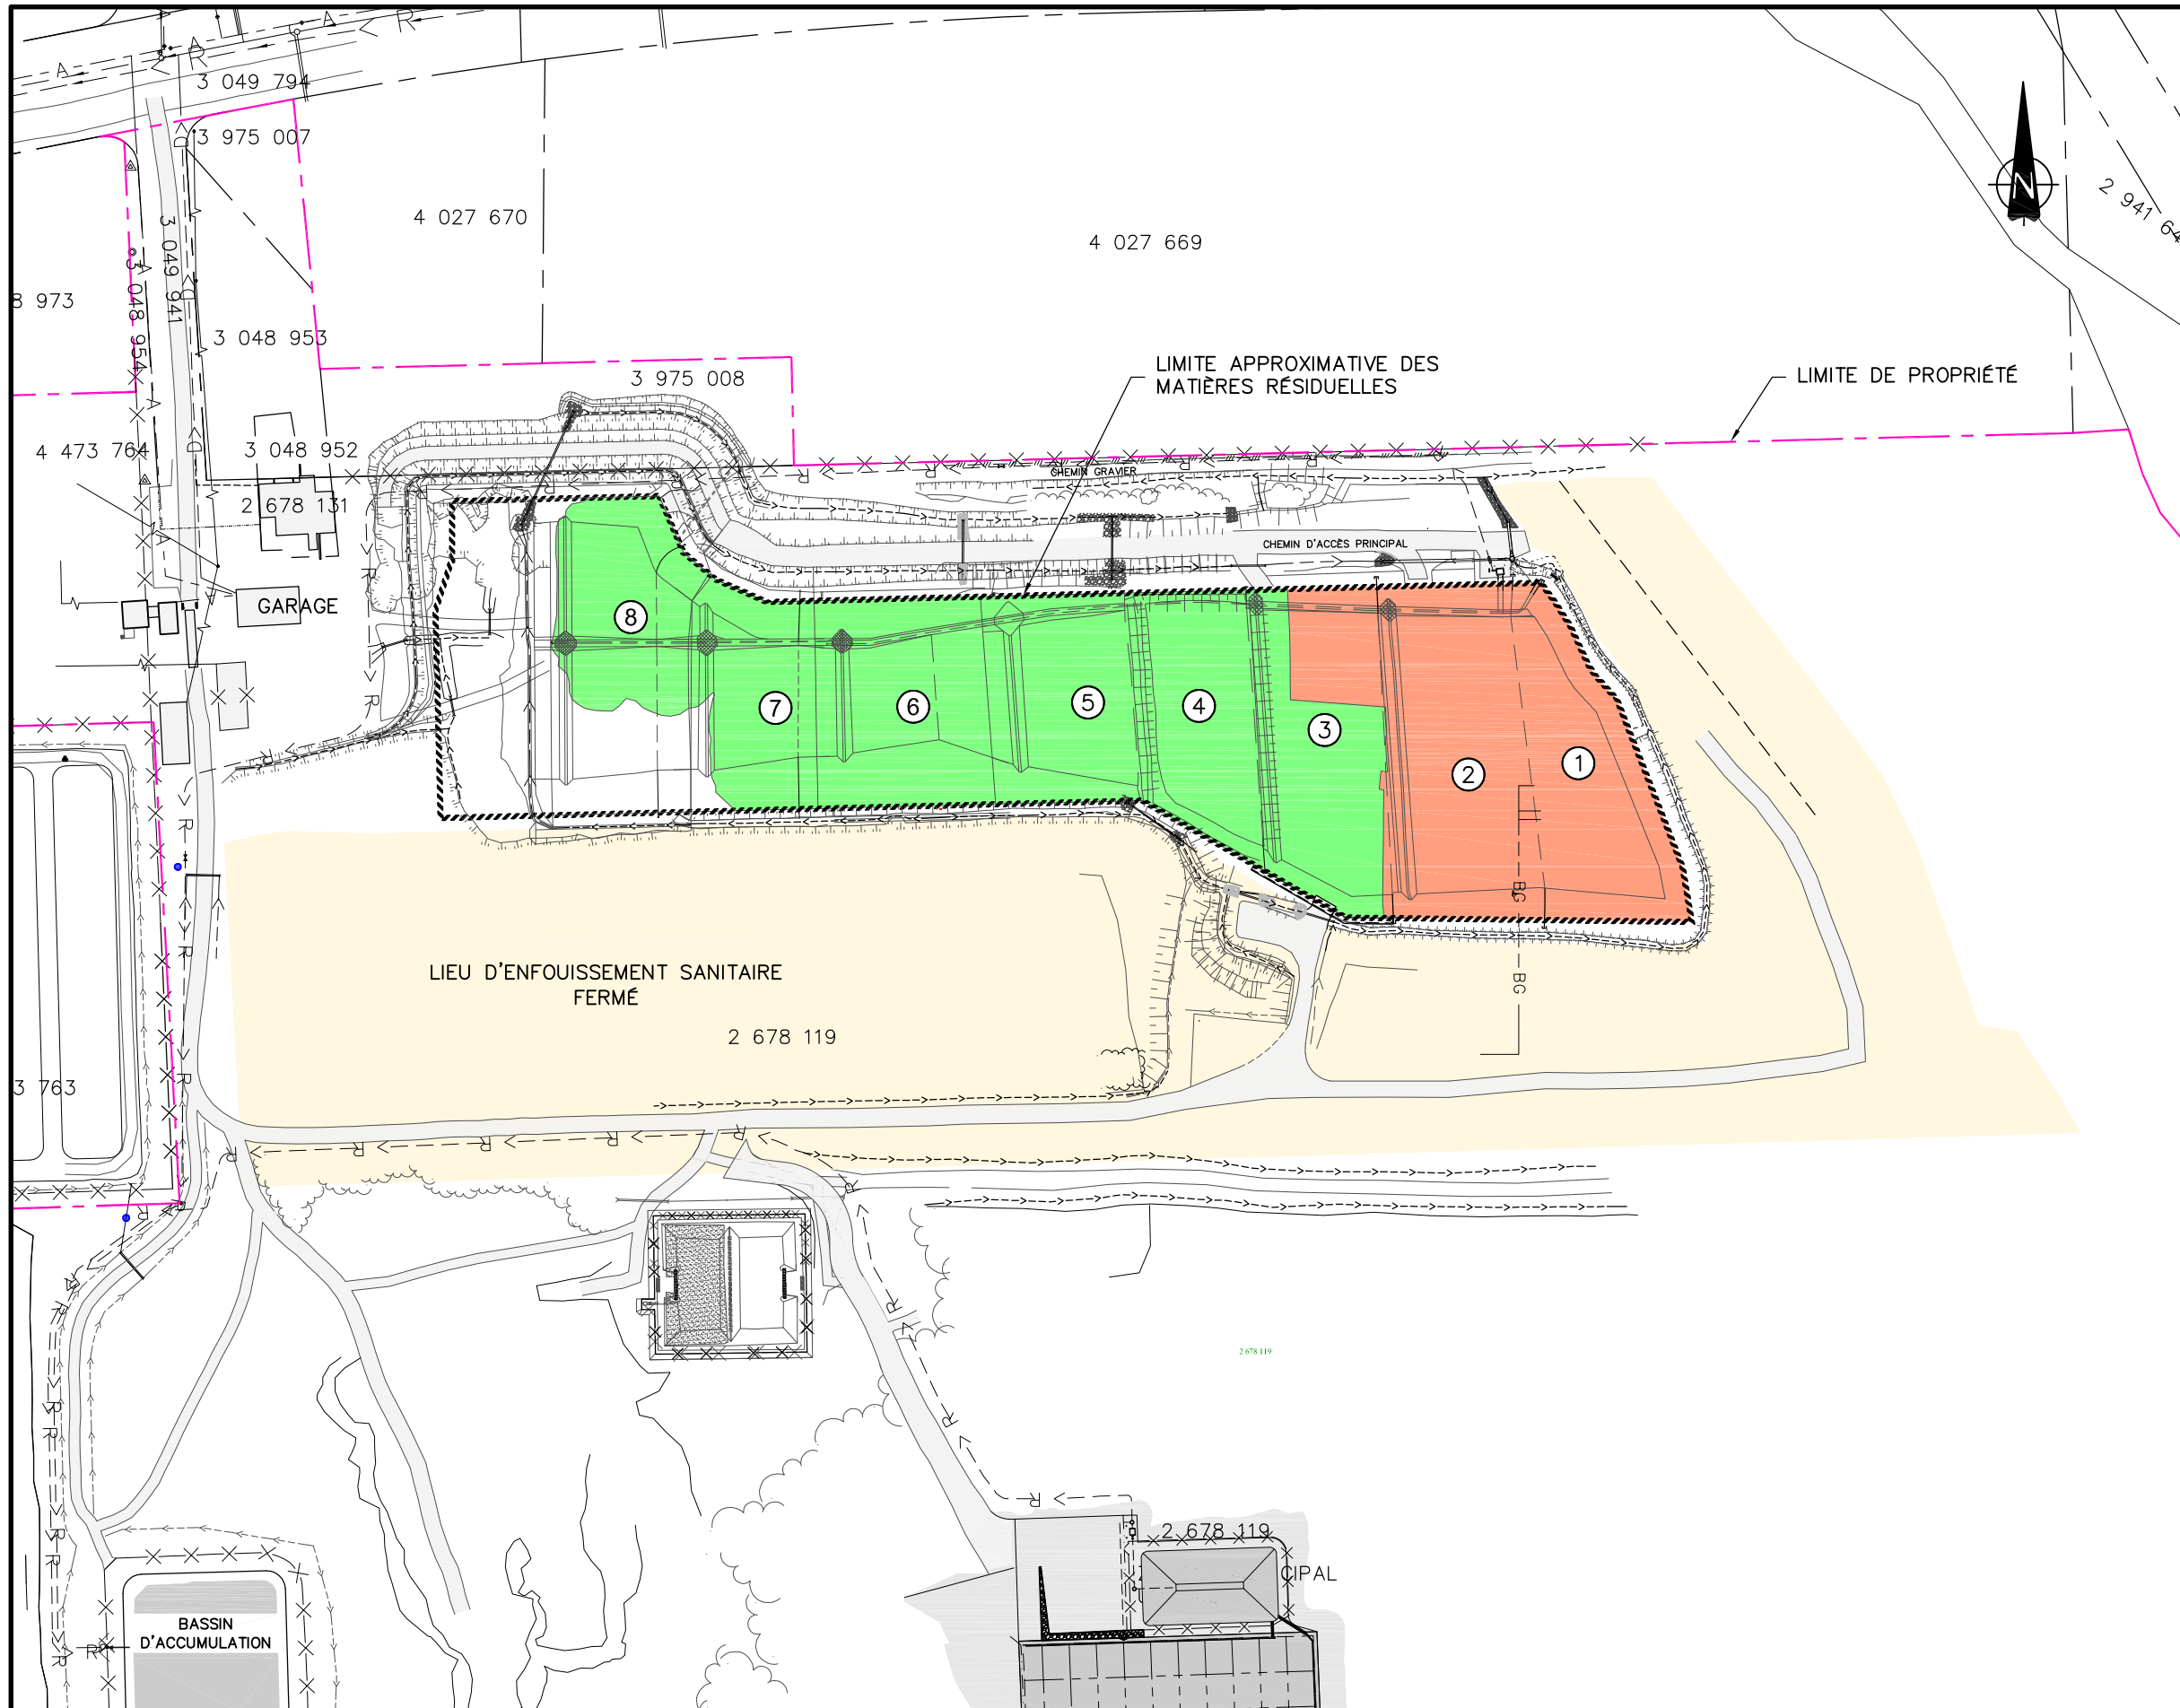 3 049 794
3 975 007
4 027 670
4 027 669
N
2 941 64
3 049 941
3 048 954
8 973
3 048 953
3 975 008
LIMITE APPROXIMATIVE DES
MATIÈRES RÉSIDUELLES
LIMITE DE PROPRIÉTÉ
4 473 764
3 048 952
2 678 131
CHEMIN GRAVIER
CHEMIN D'ACCÈS PRINCIPAL
GARAGE
8
7
6
5
4
3
2
1
BG
BG
LIEU D'ENFOUISSEMENT SANITAIRE
FERMÉ
2 678 119
3 763
2 678 119
2 678 119
CIPAL
BASSIN
D'ACCUMULATION